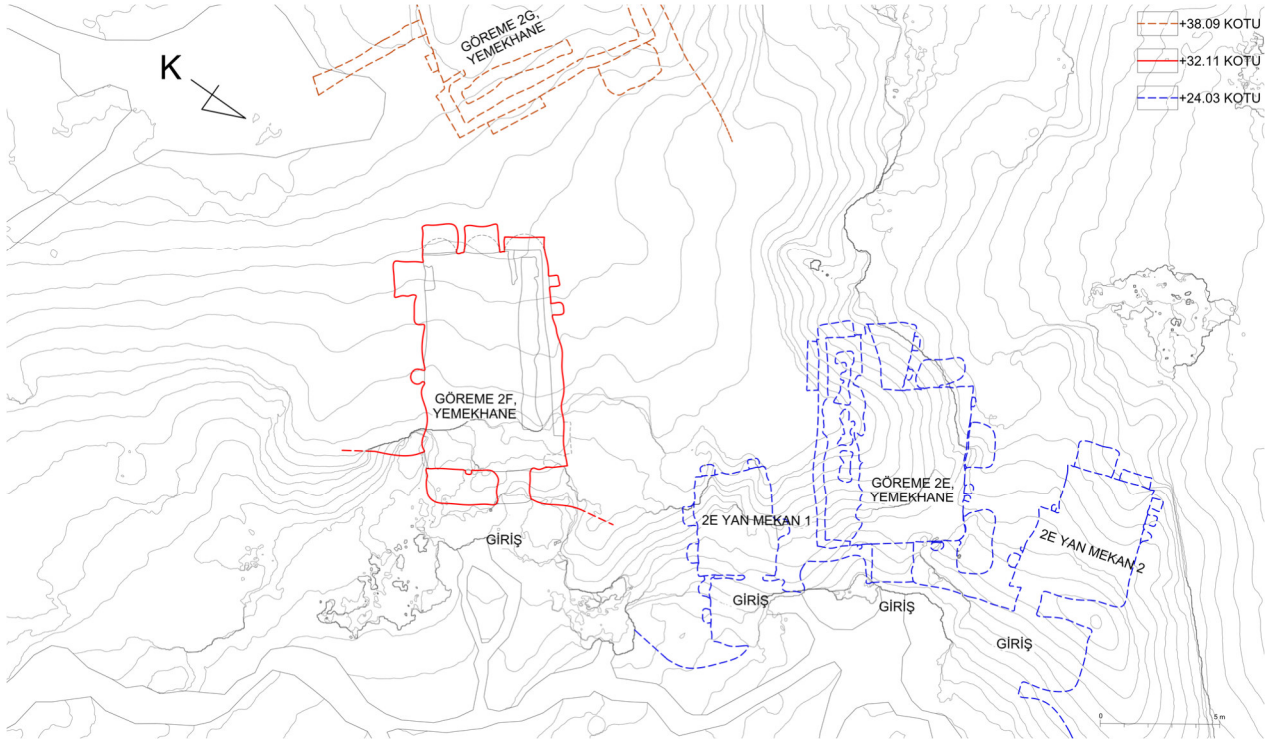 GÖREME 2G,
YEMEKHANE
+38.09 KOTU
+32.11 KOTU
+24.03 KOTU
K
GÖREME 2F,
YEMEKHANE
GİRİŞ
GÖREME 2E,
YEMEKHANE
2E YAN MEKAN 1
2E YAN MEKAN 2
GİRİŞ
GİRİŞ
GİRİŞ
0 5 m